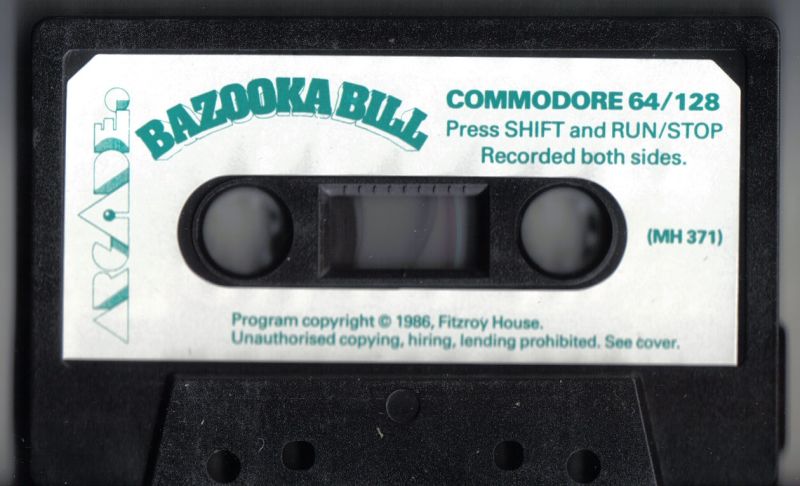 ARCADE
BAZOOKA BILL
COMMODORE 64/128
Press SHIFT and RUN/STOP
Recorded both sides.
(MH 371)
Program copyright © 1986, Fitzroy House.
Unauthorised copying, hiring, lending prohibited. See cover.